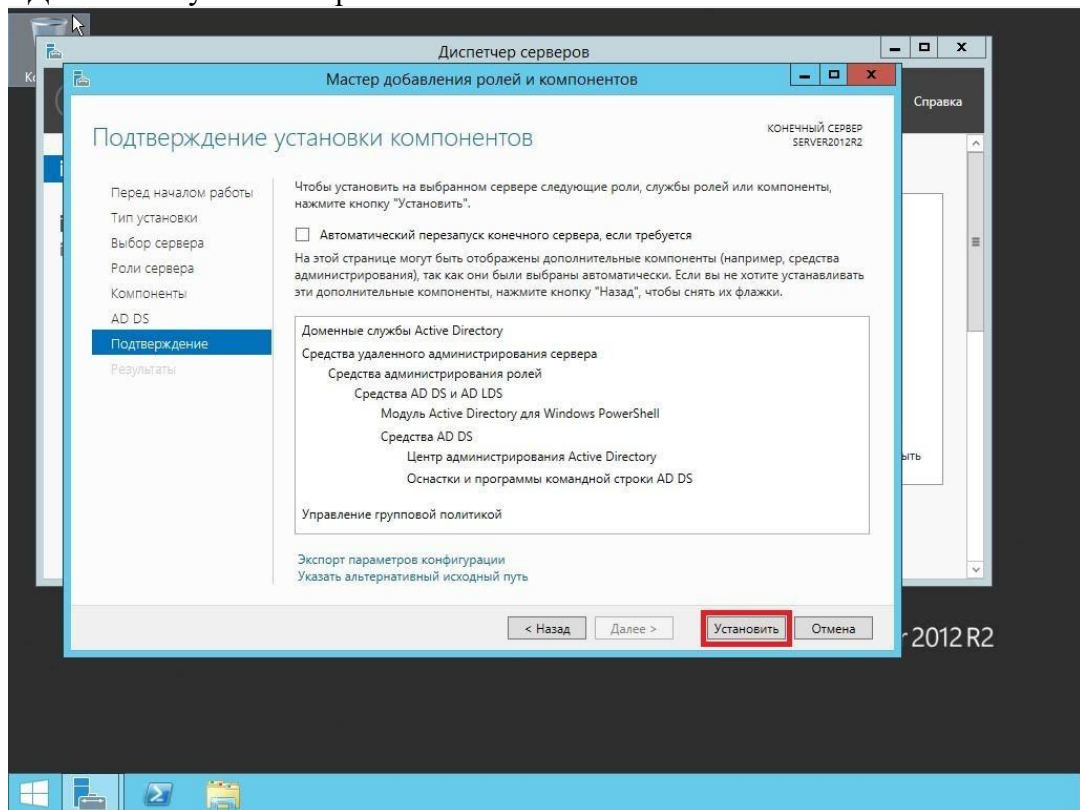 Диспетчер серверов
Мастер добавления ролей и компонентов
Справка
Подтверждение установки компонентов
КОНЕЧНЫЙ СЕРВЕР
SERVER2012R2
Перед началом работы
Тип установки
Выбор сервера
Роли сервера
Компоненты
AD DS
Подтверждение
Результаты
Чтобы установить на выбранном сервере следующие роли, службы ролей или компоненты,
нажмите кнопку "Установить".
Автоматический перезапуск конечного сервера, если требуется
На этой странице могут быть отображены дополнительные компоненты (например, средства
администрирования), так как они были выбраны автоматически. Если вы не хотите устанавливать
эти дополнительные компоненты, нажмите кнопку "Назад", чтобы снять их флажки.
Доменные службы Active Directory
Средства удаленного администрирования сервера
Средства администрирования ролей
Средства AD DS и AD LDS
Модуль Active Directory для Windows PowerShell
Средства AD DS
Центр администрирования Active Directory
Оснастки и программы командной строки AD DS
Управление групповой политикой
ыть
Экспорт параметров конфигурации
Указать альтернативный исходный путь
< Назад
Далее >
Установить
Отмена
2012 R2